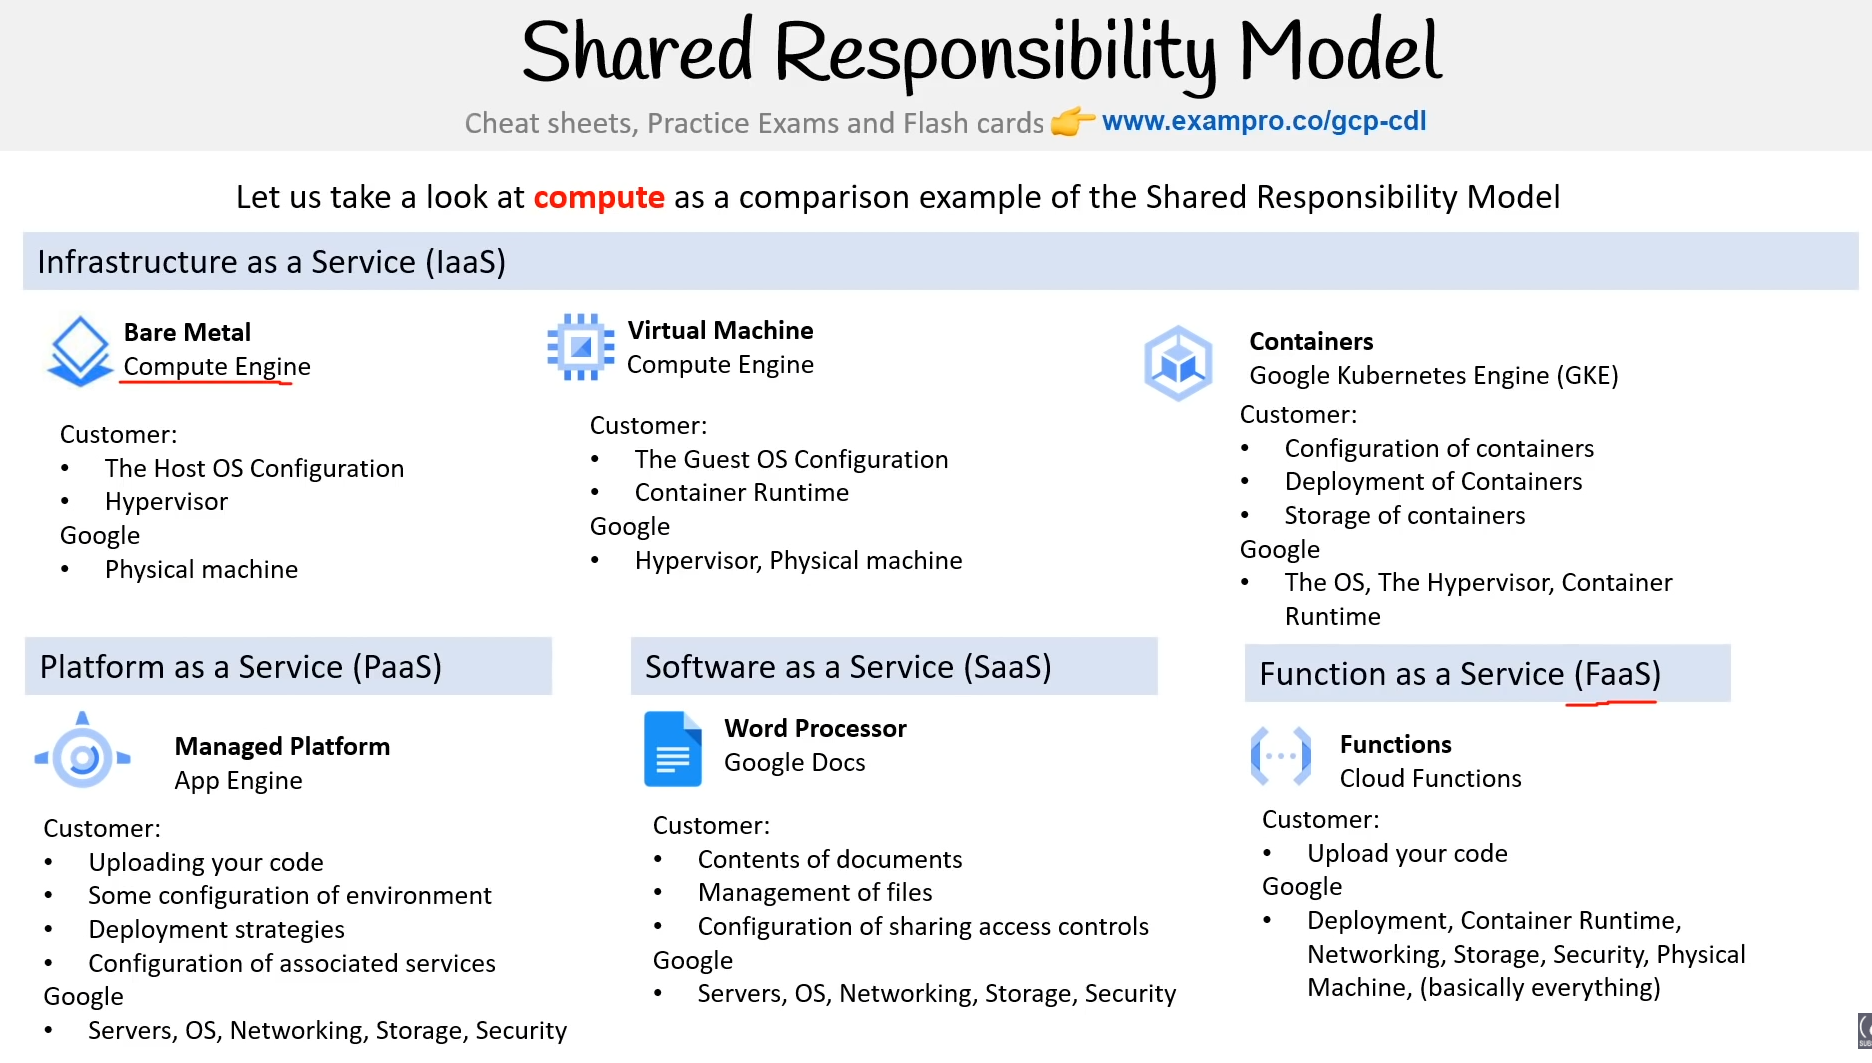 Shared Responsibility Model
Cheat sheets, Practice Exams and Flash cards 👉 www.exampro.co/gcp-cdl
Let us take a look at compute as a comparison example of the Shared Responsibility Model
Infrastructure as a Service (IaaS)
Bare Metal
Compute Engine
Customer:
• The Host OS Configuration
• Hypervisor
Google
• Physical machine
Virtual Machine
Compute Engine
Customer:
• The Guest OS Configuration
• Container Runtime
Google
• Hypervisor, Physical machine
Containers
Google Kubernetes Engine (GKE)
Customer:
• Configuration of containers
• Deployment of Containers
• Storage of containers
Google
• The OS, The Hypervisor, Container
Runtime
Platform as a Service (PaaS)
Managed Platform
App Engine
Customer:
• Uploading your code
• Some configuration of environment
• Deployment strategies
• Configuration of associated services
Google
• Servers, OS, Networking, Storage, Security
Software as a Service (SaaS)
Word Processor
Google Docs
Customer:
• Contents of documents
• Management of files
• Configuration of sharing access controls
Google
• Servers, OS, Networking, Storage, Security
Function as a Service (FaaS)
Functions
Cloud Functions
Customer:
• Upload your code
Google
• Deployment, Container Runtime,
Networking, Storage, Security, Physical
Machine, (basically everything)